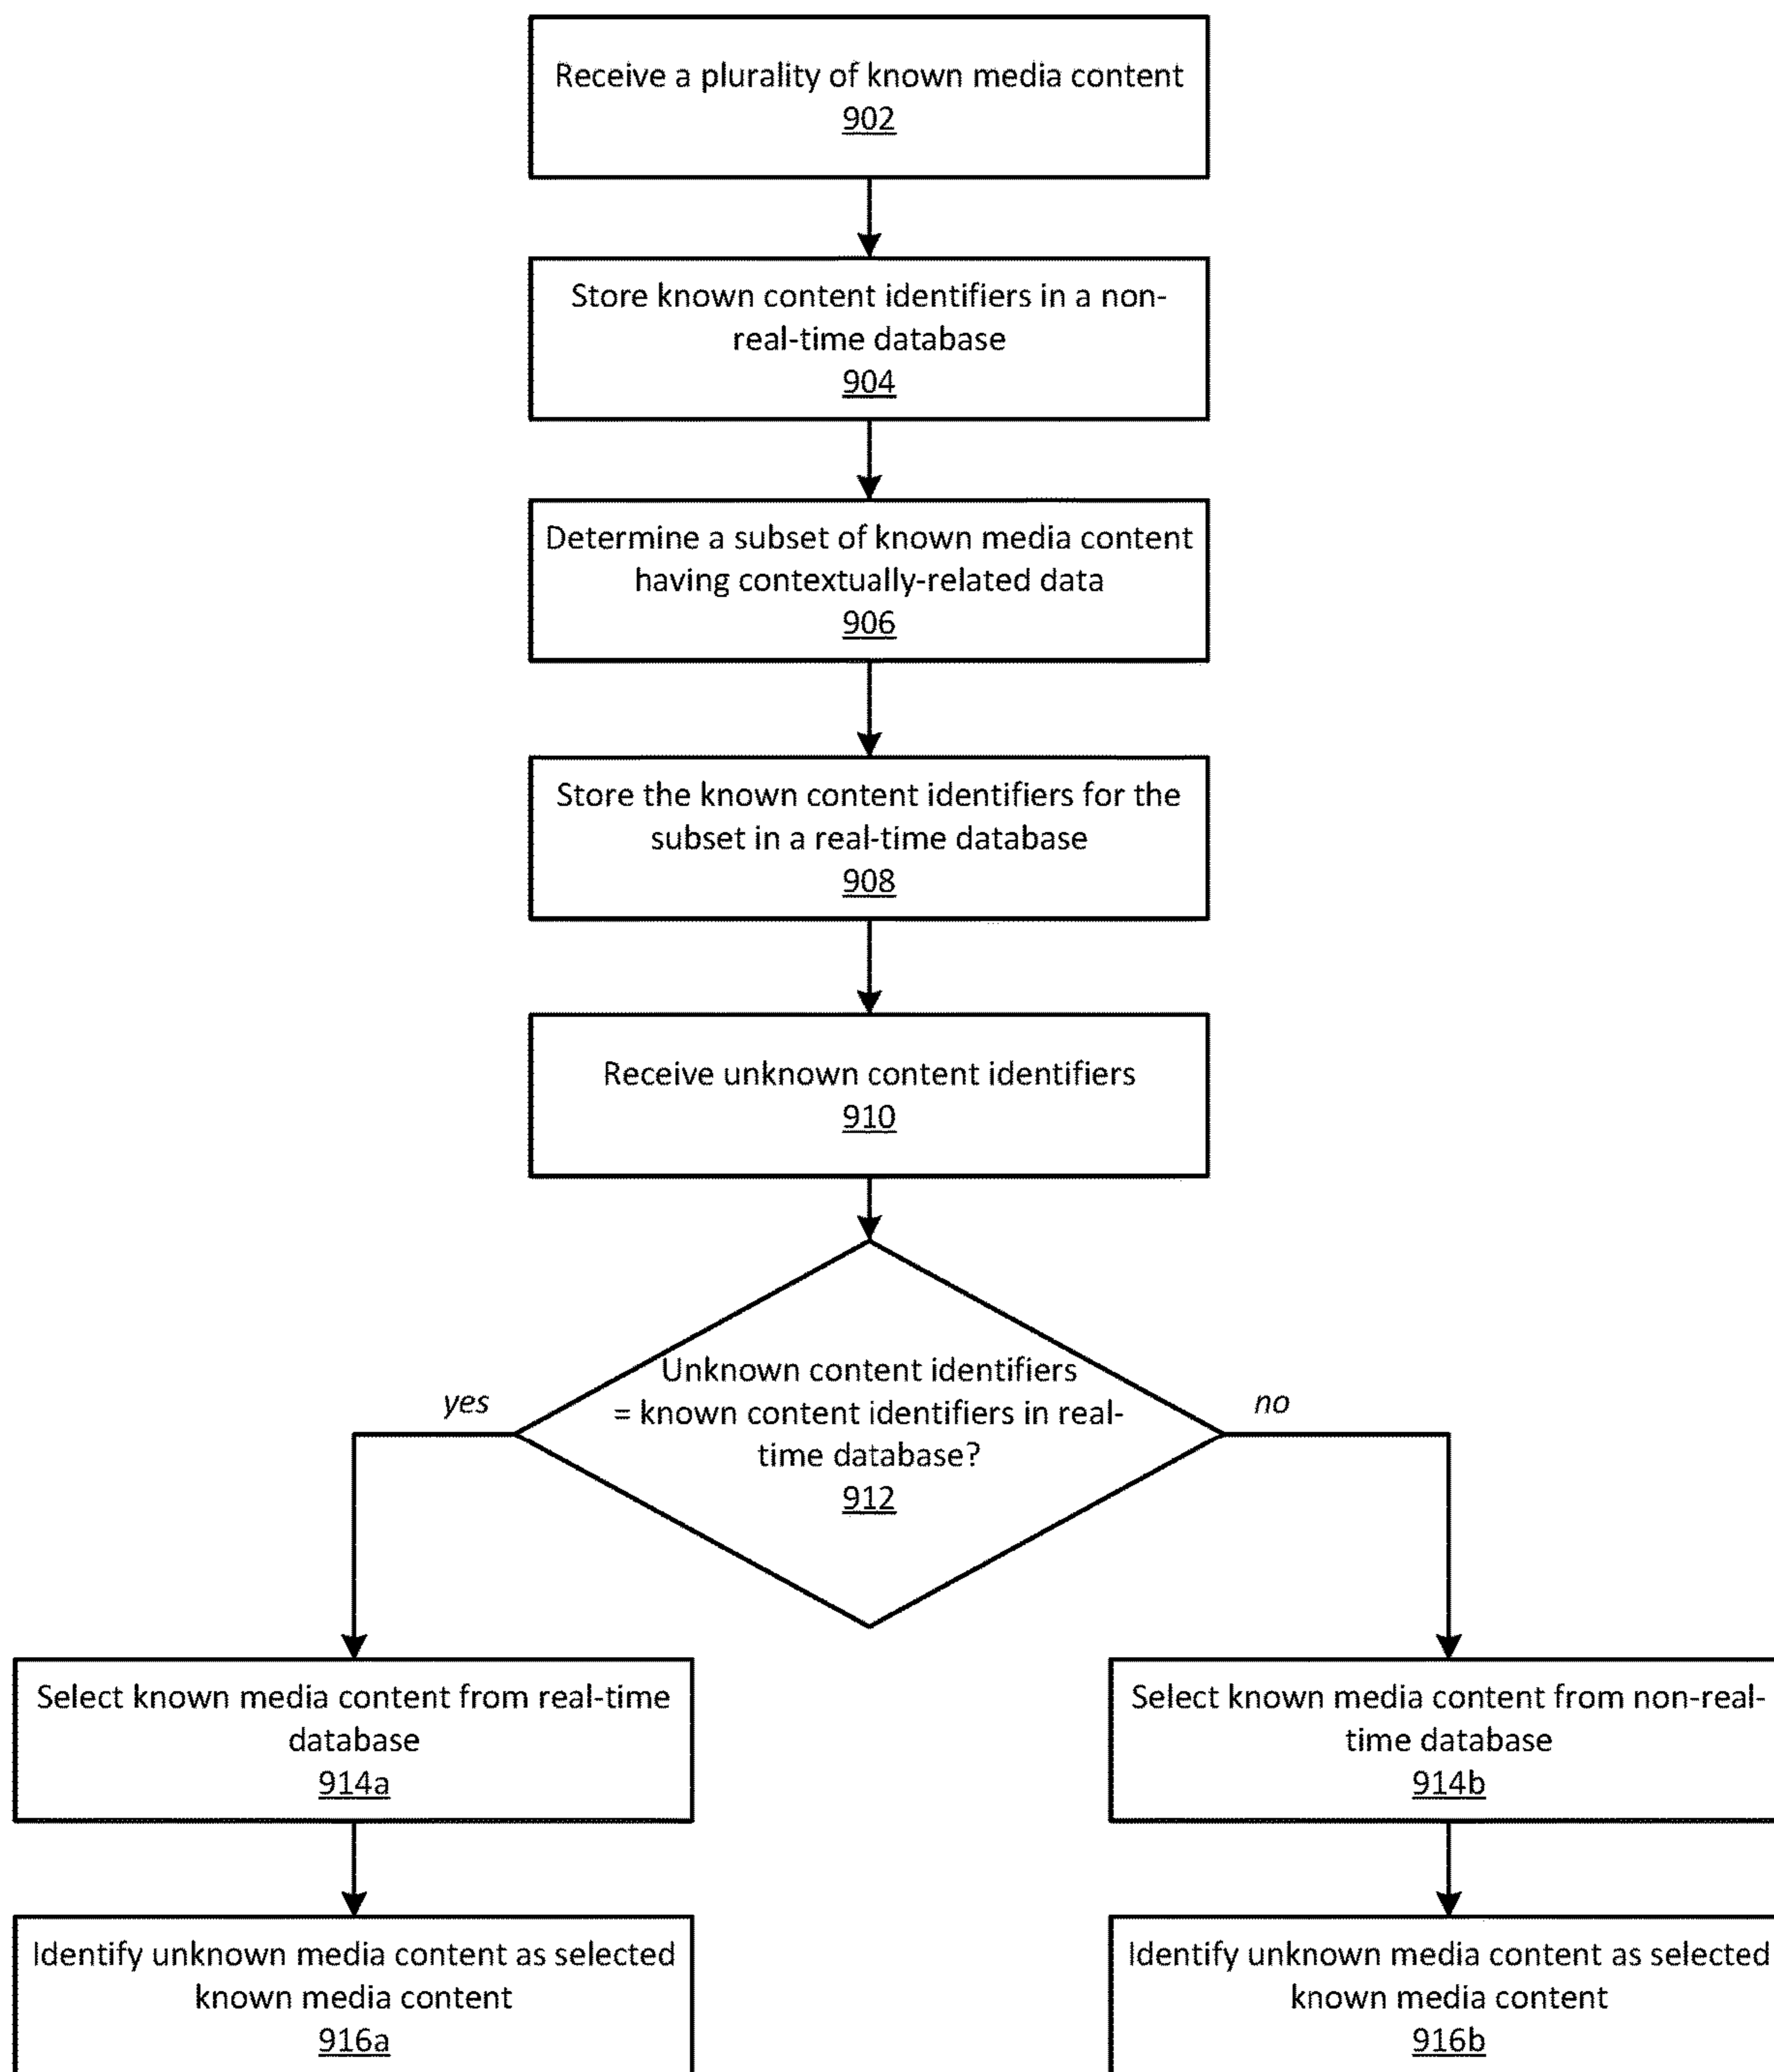 Receive a plurality of known media content
902
Store known content identifiers in a non-
real-time database
904
Determine a subset of known media content
having contextually-related data
906
Store the known content identifiers for the
subset in a real-time database
908
Receive unknown content identifiers
910
Unknown content identifiers
= known content identifiers in real-
time database?
912
yes
no
Select known media content from real-time
database
914a
Select known media content from non-real-
time database
914b
Identify unknown media content as selected
known media content
916a
Identify unknown media content as selected
known media content
916b